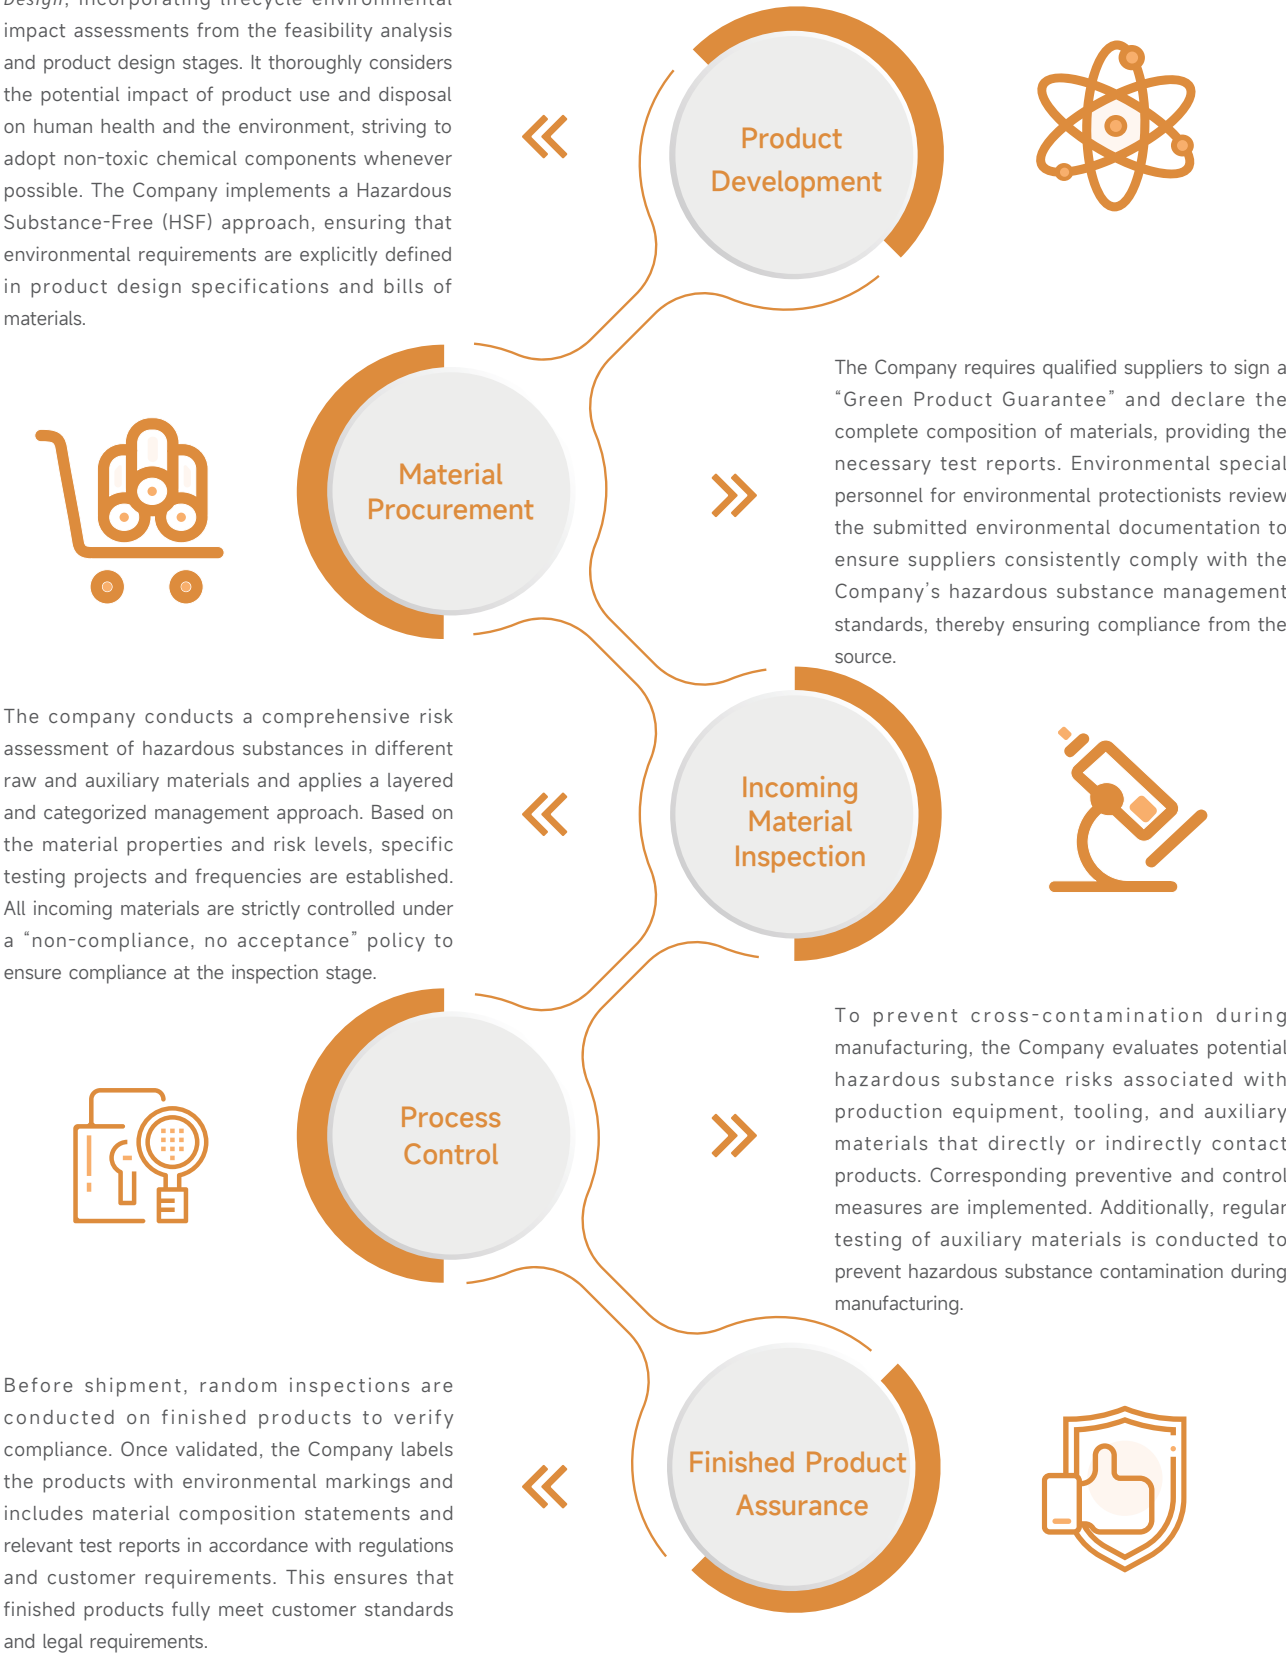 Design, incorporating lifecycle environmental
impact assessments from the feasibility analysis
and product design stages. It thoroughly considers
the potential impact of product use and disposal
on human health and the environment, striving to
adopt non-toxic chemical components whenever
possible. The Company implements a Hazardous
Substance-Free (HSF) approach, ensuring that
environmental requirements are explicitly defined
in product design specifications and bills of
materials.
Product
Development
Material
Procurement
The Company requires qualified suppliers to sign a
“Green Product Guarantee” and declare the
complete composition of materials, providing the
necessary test reports. Environmental special
personnel for environmental protectionists review
the submitted environmental documentation to
ensure suppliers consistently comply with the
Company’s hazardous substance management
standards, thereby ensuring compliance from the
source.
The company conducts a comprehensive risk
assessment of hazardous substances in different
raw and auxiliary materials and applies a layered
and categorized management approach. Based on
the material properties and risk levels, specific
testing projects and frequencies are established.
All incoming materials are strictly controlled under
a “non-compliance, no acceptance” policy to
ensure compliance at the inspection stage.
Incoming
Material
Inspection
Process
Control
To prevent cross-contamination during
manufacturing, the Company evaluates potential
hazardous substance risks associated with
production equipment, tooling, and auxiliary
materials that directly or indirectly contact
products. Corresponding preventive and control
measures are implemented. Additionally, regular
testing of auxiliary materials is conducted to
prevent hazardous substance contamination during
manufacturing.
Before shipment, random inspections are
conducted on finished products to verify
compliance. Once validated, the Company labels
the products with environmental markings and
includes material composition statements and
relevant test reports in accordance with regulations
and customer requirements. This ensures that
finished products fully meet customer standards
and legal requirements.
Finished Product
Assurance